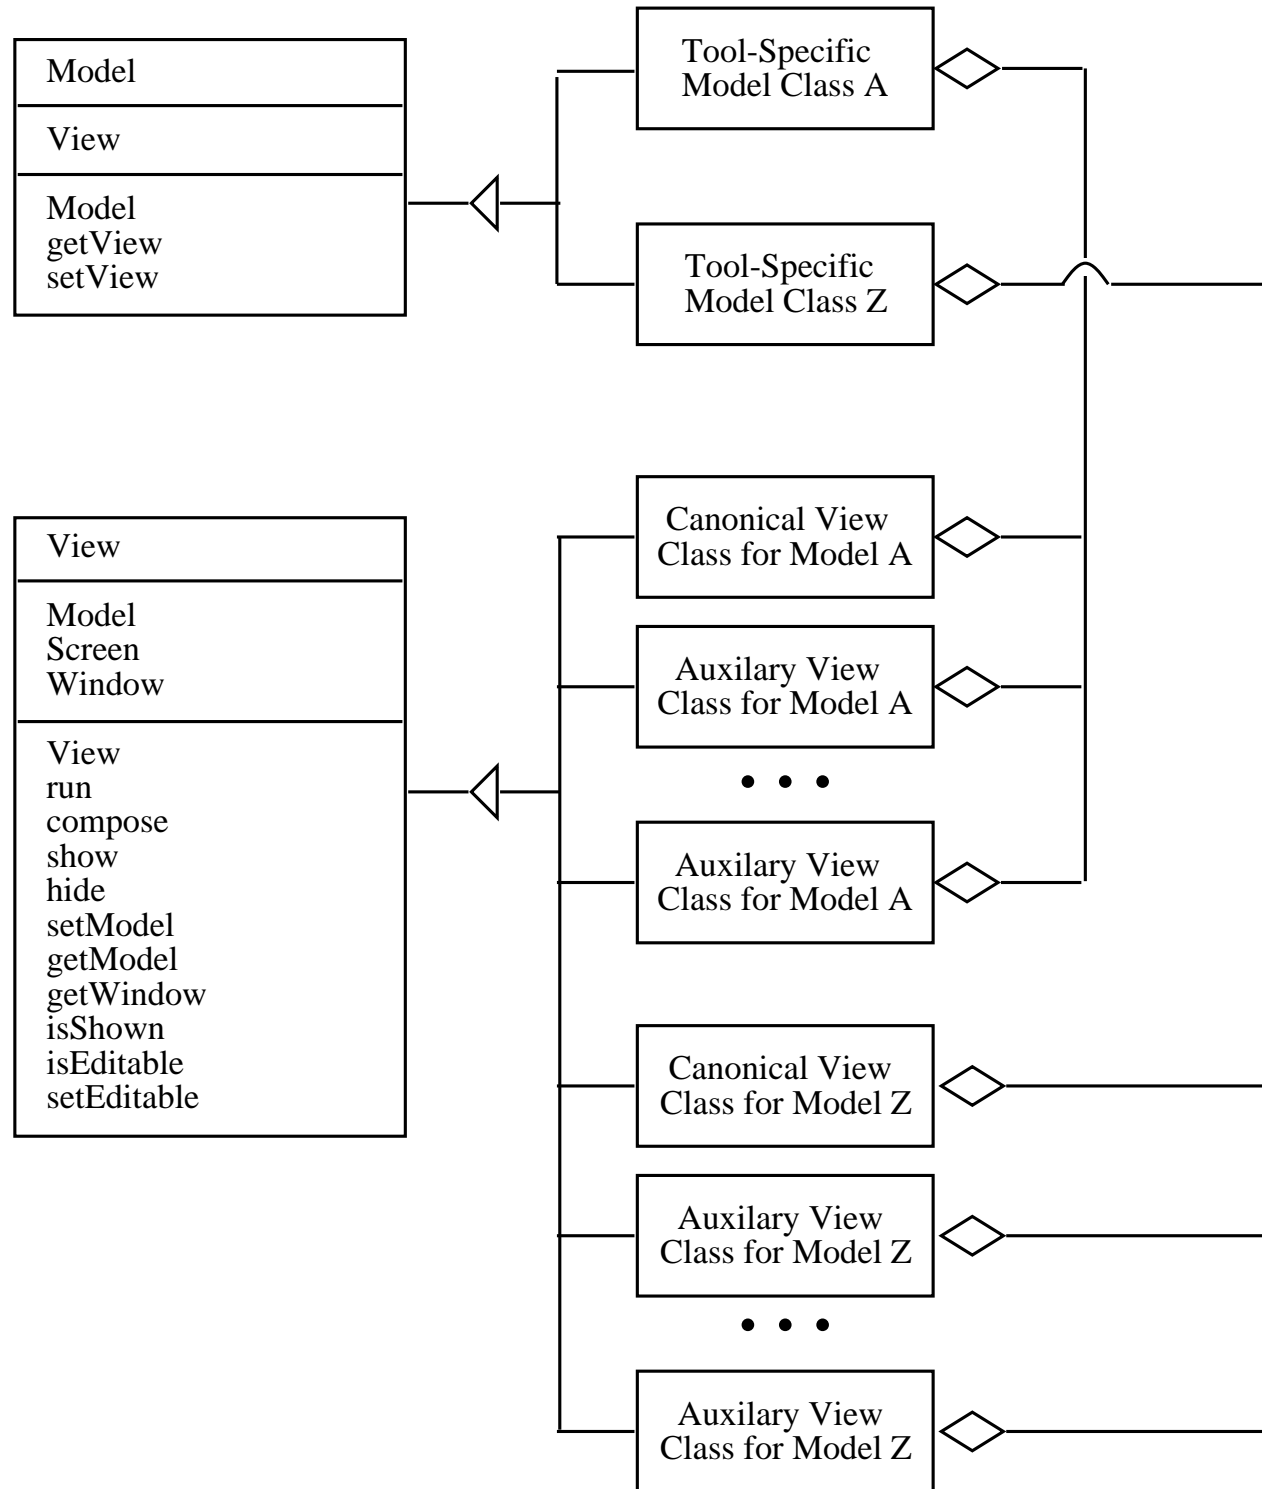 Model
View
Model
getView
setView
Tool-Specific
Model Class A
Tool-Specific
Model Class Z
View
Model
Screen
Window
View
run
compose
show
hide
setModel
getModel
getWindow
isShown
isEditable
setEditable
Canonical View
Class for Model A
Auxilary View
Class for Model A
• • •
Auxilary View
Class for Model A
Canonical View
Class for Model Z
Auxilary View
Class for Model Z
• • •
Auxilary View
Class for Model Z